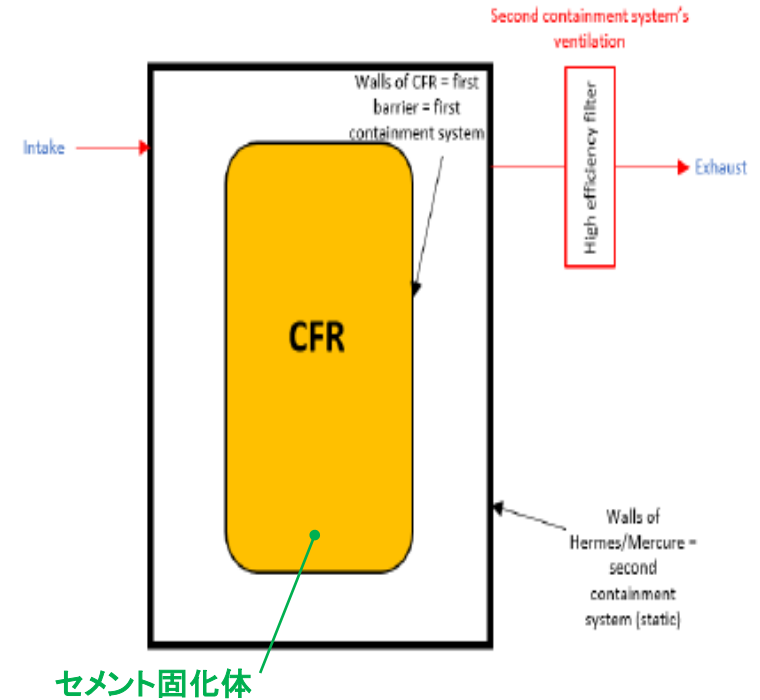 Second containment system's
ventilation
Walls of CFR = first
barrier = first
containment system
Intake
High efficiency filter
Exhaust
CFR
Walls of
Hermes/Mercure =
second
containment
system (static)
セメント固化体